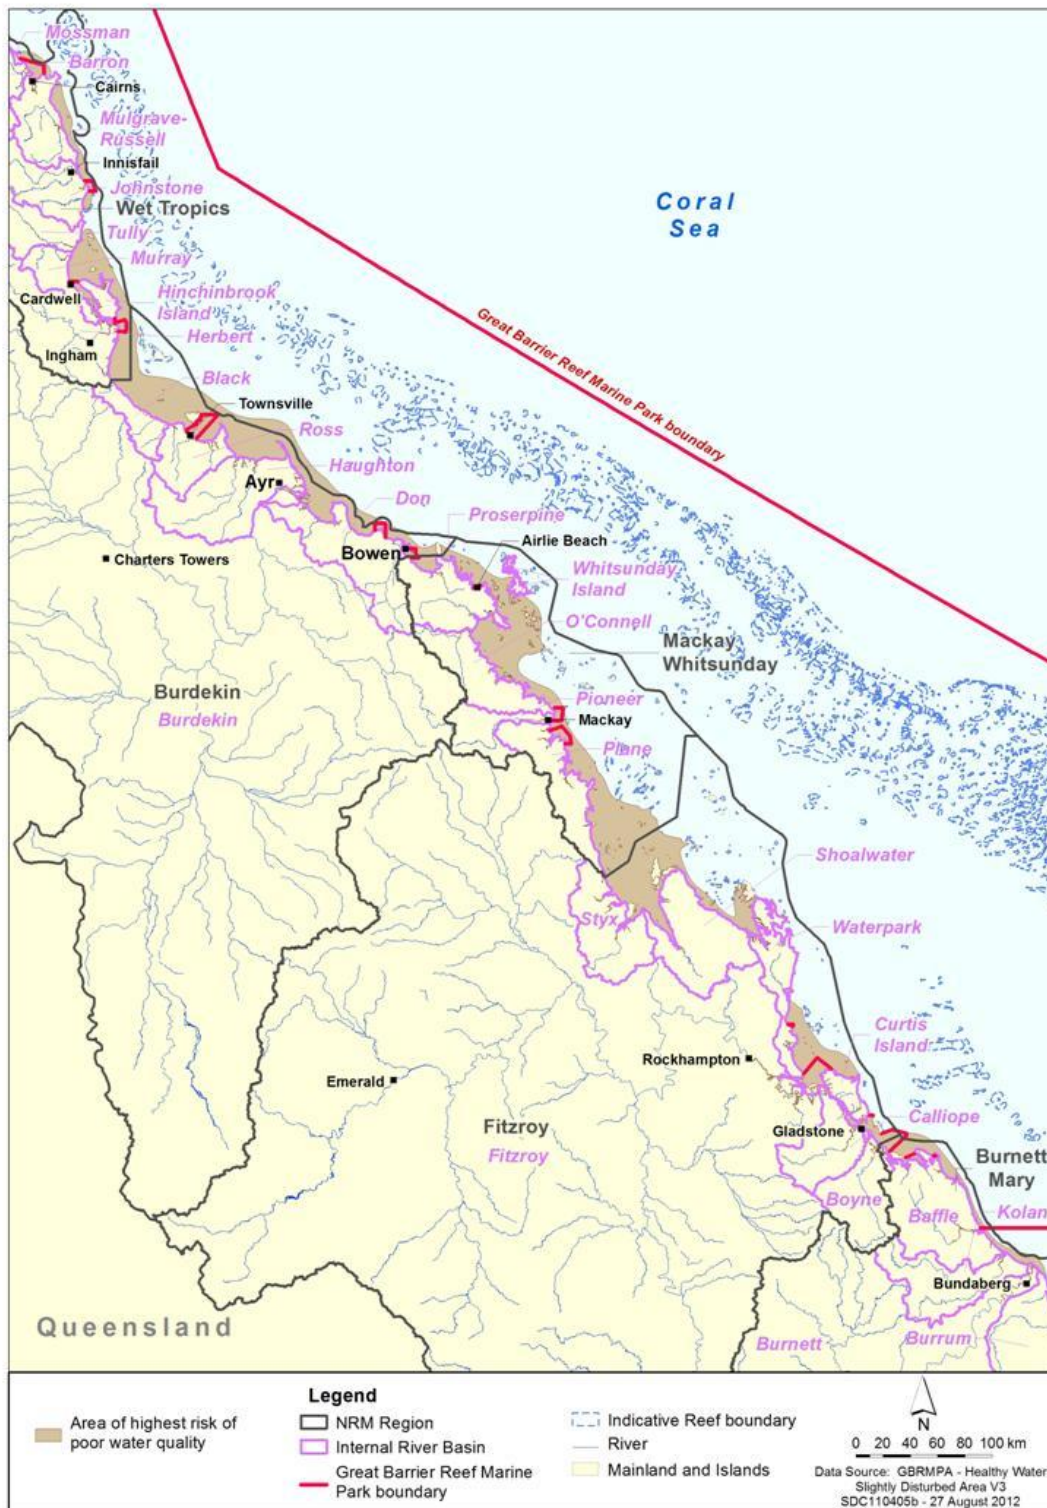 Mossman
Barron
Cairns
Mulgrave-
Russell
Innisfail
Johnstone
Wet Tropics
Tully
Murray
Cardwell
Hinchinbrook
Island
Herbert
Ingham
Black
Townsville
Ross
Haughton
Ayr
Don
Proserpine
Airlie Beach
Bowen
Charters Towers
Whitsunday
Island
O'Connell
Mackay
Whitsunday
Coral
Sea
Great Barrier Reef Marine Park boundary
Burdekin
Burdekin
Pioneer
Mackay
Plane
Shoalwater
Styx
Waterpark
Curtis
Island
Rockhampton
Emerald
Fitzroy
Fitzroy
Calliope
Gladstone
Burnett
Mary
Boyne
Baffle
Kolan
Bundaberg
Queensland
Burnett
Burrum
Legend
Area of highest risk of
poor water quality
NRM Region
Internal River Basin
Great Barrier Reef Marine
Park boundary
Indicative Reef boundary
River
Mainland and Islands
N
0 20 40 60 80 100 km
Data Source: GBRMPA - Healthy Water
Slightly Disturbed Area V3
SDC110405b - 27 August 2012